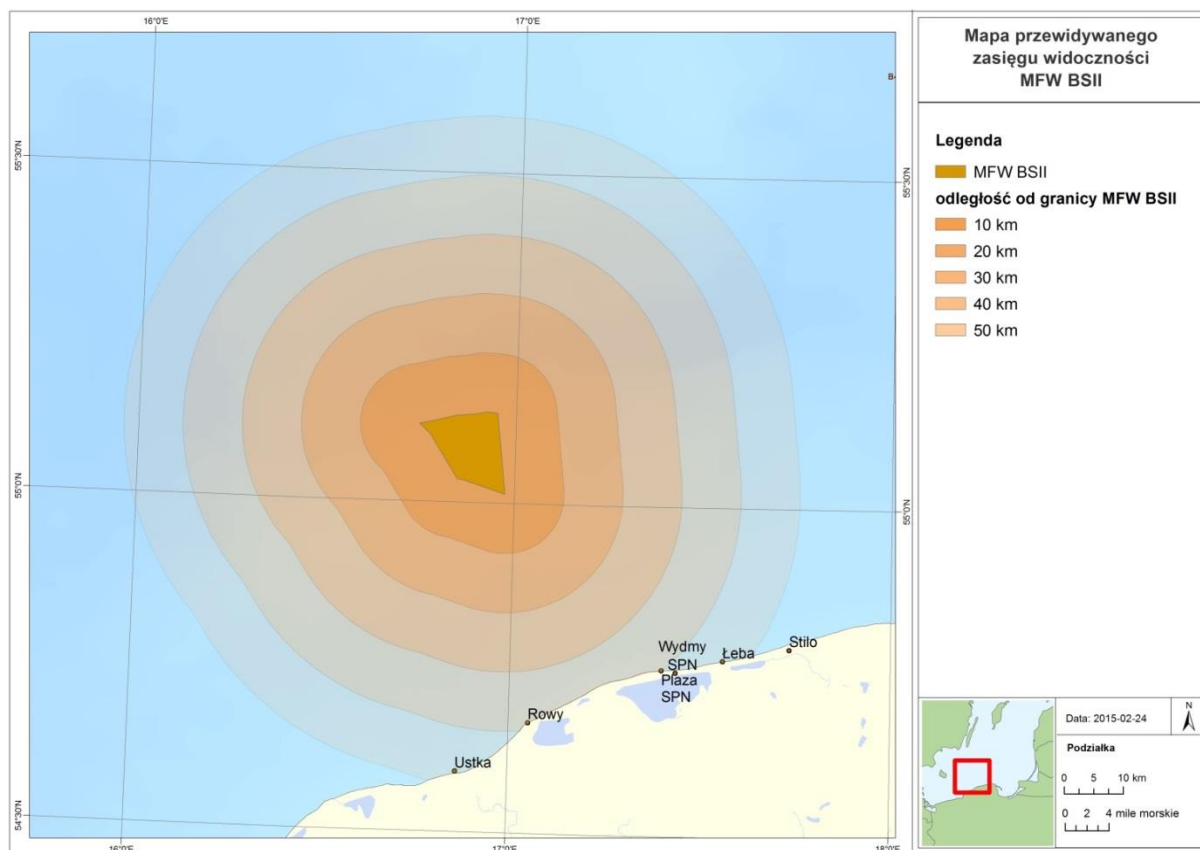 16°0'E
17°0'E
B
55°30'N
55°30'N
55°0'N
55°0'N
54°30'N
Wydmy
SPN
Plaza
SPN
Łeba
Stilo
Rowy
Ustka
16°0'E
17°0'E
18°0'E
Mapa przewidywanego
zasięgu widoczności
MFW BSII
Legenda
MFW BSII
odległość od granicy MFW BSII
10 km
20 km
30 km
40 km
50 km
Data: 2015-02-24
N
Podziałka
0 5 10 km
0 2 4 mile morskie